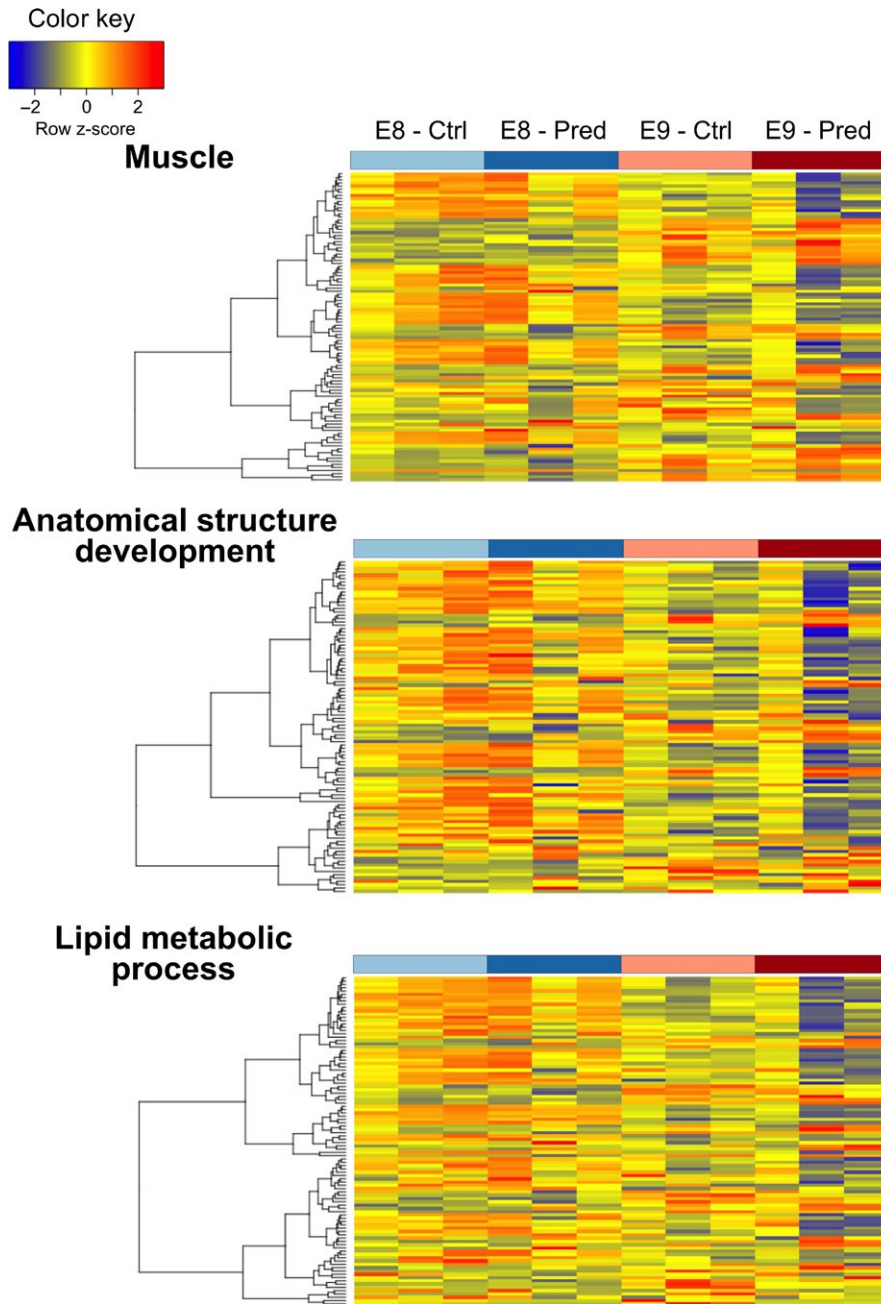 Color key
−2 0 2
Row z-score
E8 - Ctrl E8 - Pred E9 - Ctrl E9 - Pred
Muscle
Anatomical structure
development
Lipid metabolic
process